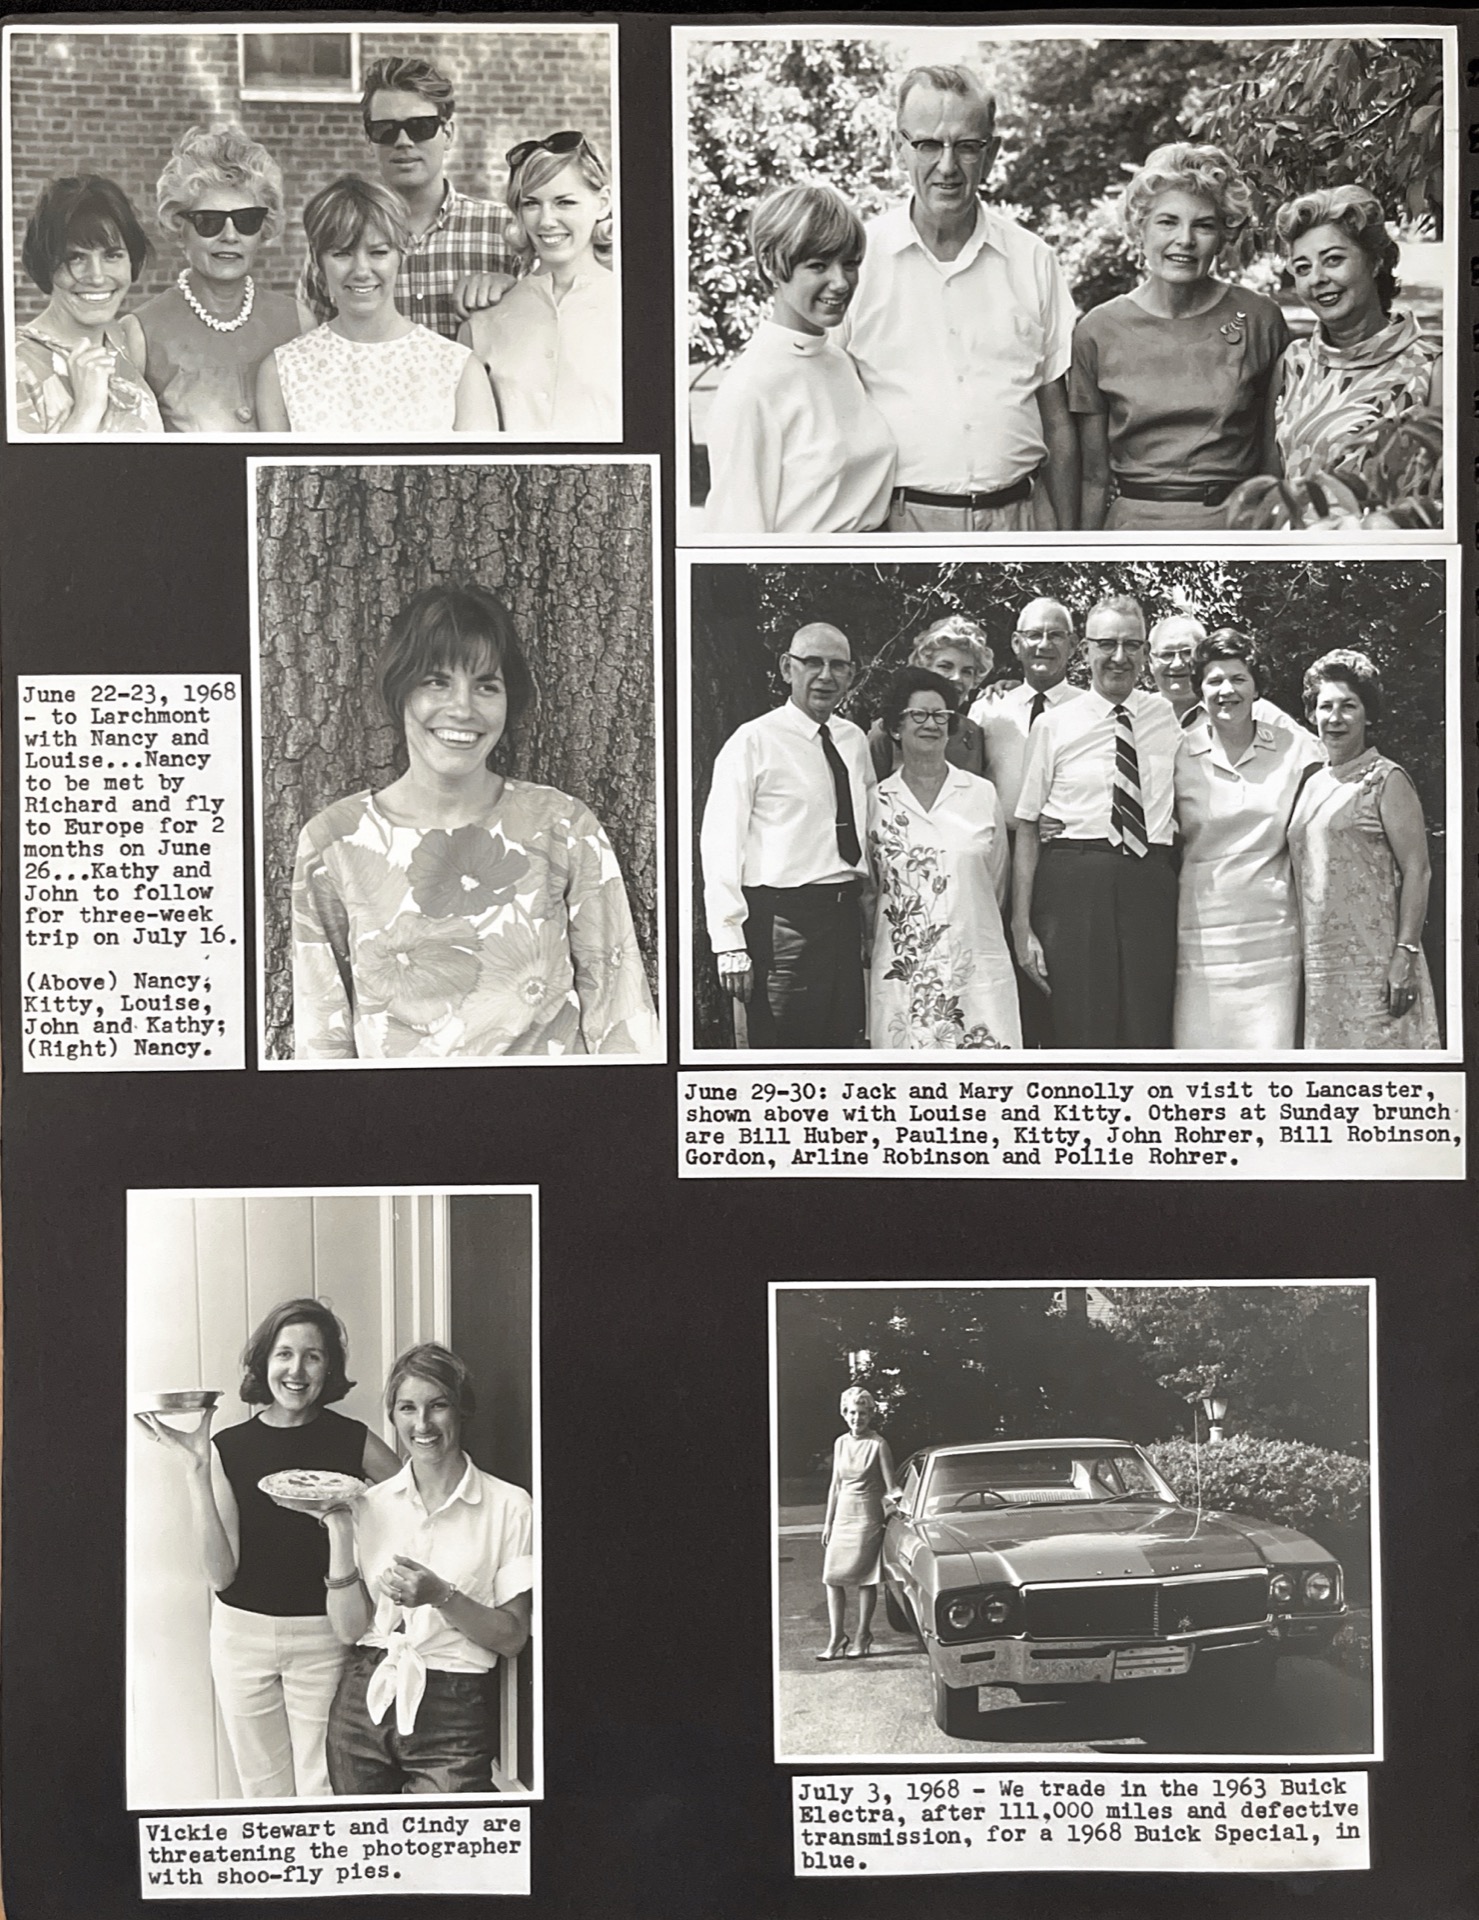 June 22-23, 1968
- to Larchmont
with Nancy and
Louise...Nancy
to be met by
Richard and fly
to Europe for 2
months on June
26...Kathy and
John to follow
for three-week
trip on July 16.
(Above) Nancy,
Kitty, Louise,
John and Kathy;
(Right) Nancy.
June 29-30: Jack and Mary Connolly on visit to Lancaster,
shown above with Louise and Kitty. Others at Sunday brunch
are Bill Huber, Pauline, Kitty, John Rohrer, Bill Robinson,
Gordon, Arline Robinson and Pollie Rohrer.
Vickie Stewart and Cindy are
threatening the photographer
with shoo-fly pies.
BUICK
July 3, 1968 - We trade in the 1963 Buick
Electra, after 111,000 miles and defective
transmission, for a 1968 Buick Special, in
blue.